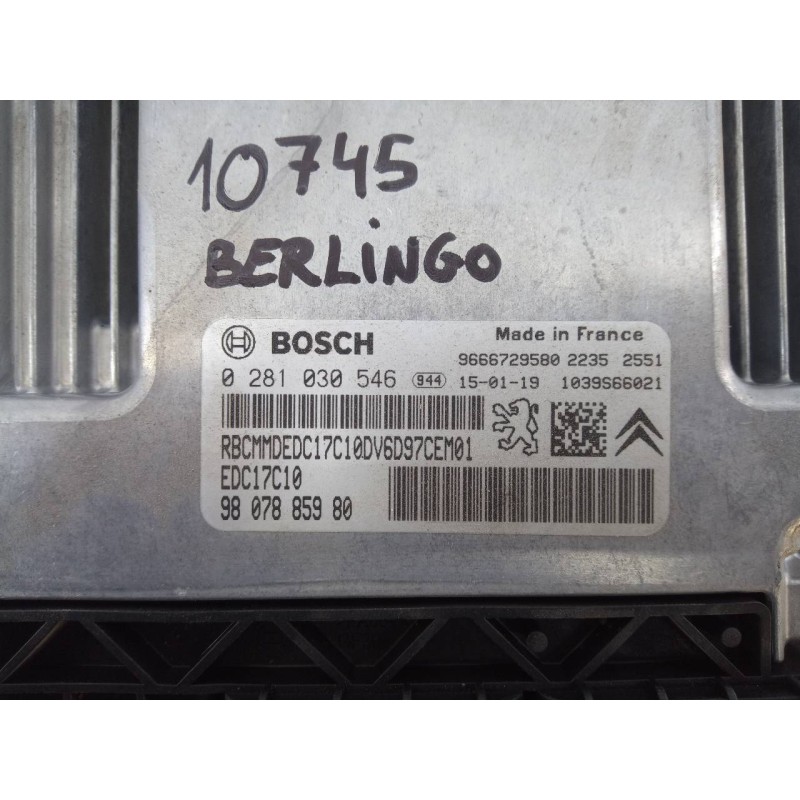 10745
BERLiNGO
BOSCH Made in France
9666729580 2235 2551
0 281 030 546 944 15-01-19 1039S66021
RBCMMDEDC17C10DV6D97CEM01
EDC17C10
98 078 859 80